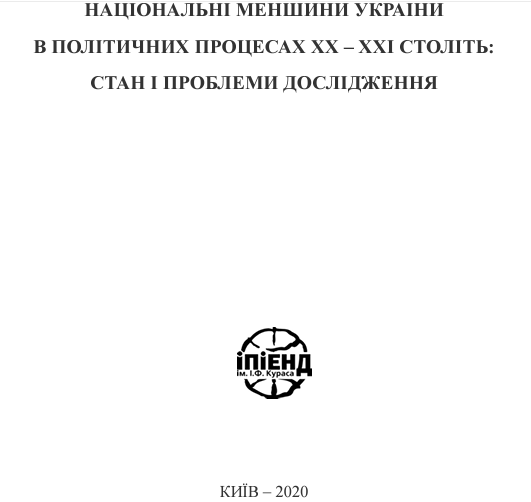 НАЦІОНАЛЬНІ МЕНШИНИ УКРАЇНИ
В ПОЛІТИЧНИХ ПРОЦЕСАХ ХХ – ХХІ СТОЛІТЬ:
СТАН І ПРОБЛЕМИ ДОСЛІДЖЕННЯ
ІПІЕНД
ім. І.Ф. Кураса
КИЇВ – 2020